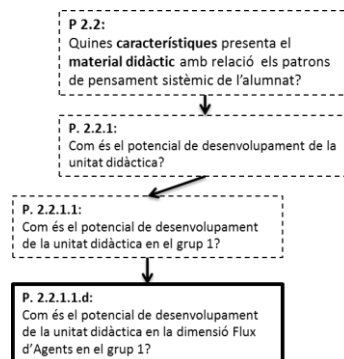 P 2.2:
Quines característiques presenta el
material didàctic amb relació els patrons
de pensament sistèmic de l'alumnat?
P. 2.2.1:
Com és el potencial de desenvolupament de la
unitat didàctica?
P. 2.2.1.1:
Com és el potencial de desenvolupament
de la unitat didàctica en el grup 1?
P. 2.2.1.1.d:
Com és el potencial de desenvolupament
de la unitat didàctica en la dimensió Flux
d'Agents en el grup 1?